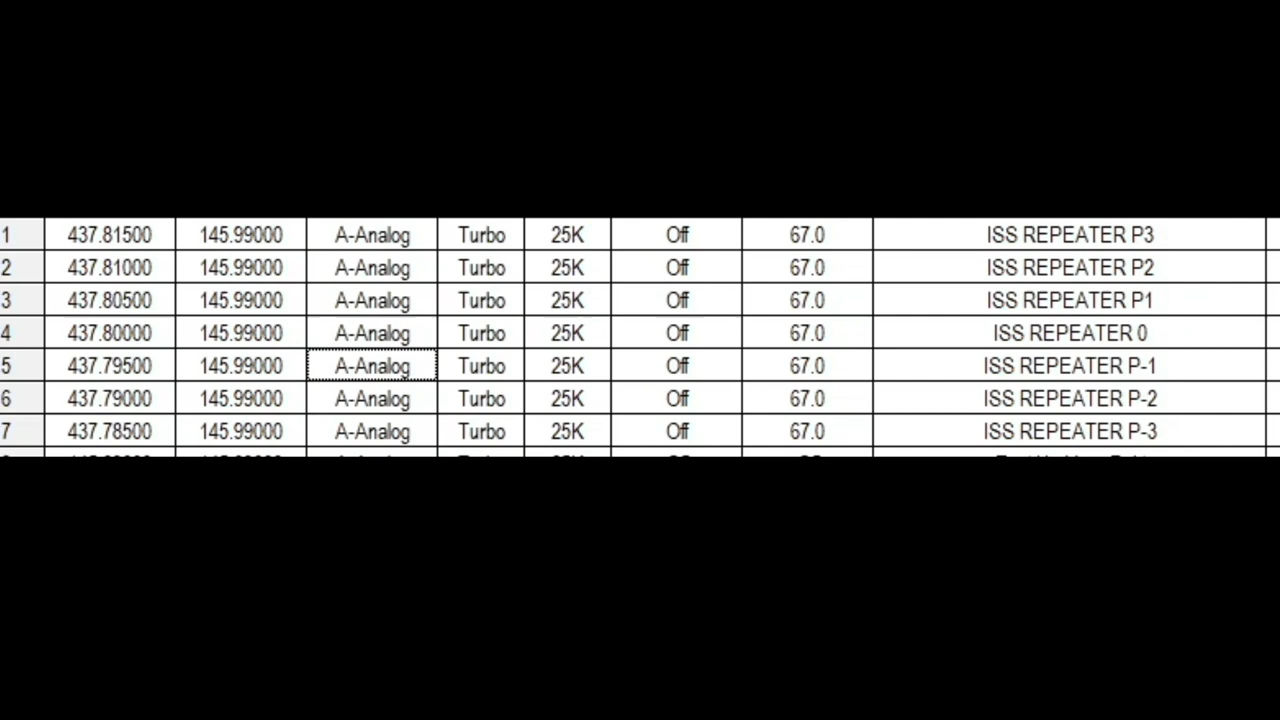 1 437.81500 145.99000 A-Analog Turbo 25K Off 67.0 ISS REPEATER P3
2 437.81000 145.99000 A-Analog Turbo 25K Off 67.0 ISS REPEATER P2
3 437.80500 145.99000 A-Analog Turbo 25K Off 67.0 ISS REPEATER P1
4 437.80000 145.99000 A-Analog Turbo 25K Off 67.0 ISS REPEATER 0
5 437.79500 145.99000 A-Analog Turbo 25K Off 67.0 ISS REPEATER P-1
6 437.79000 145.99000 A-Analog Turbo 25K Off 67.0 ISS REPEATER P-2
7 437.78500 145.99000 A-Analog Turbo 25K Off 67.0 ISS REPEATER P-3